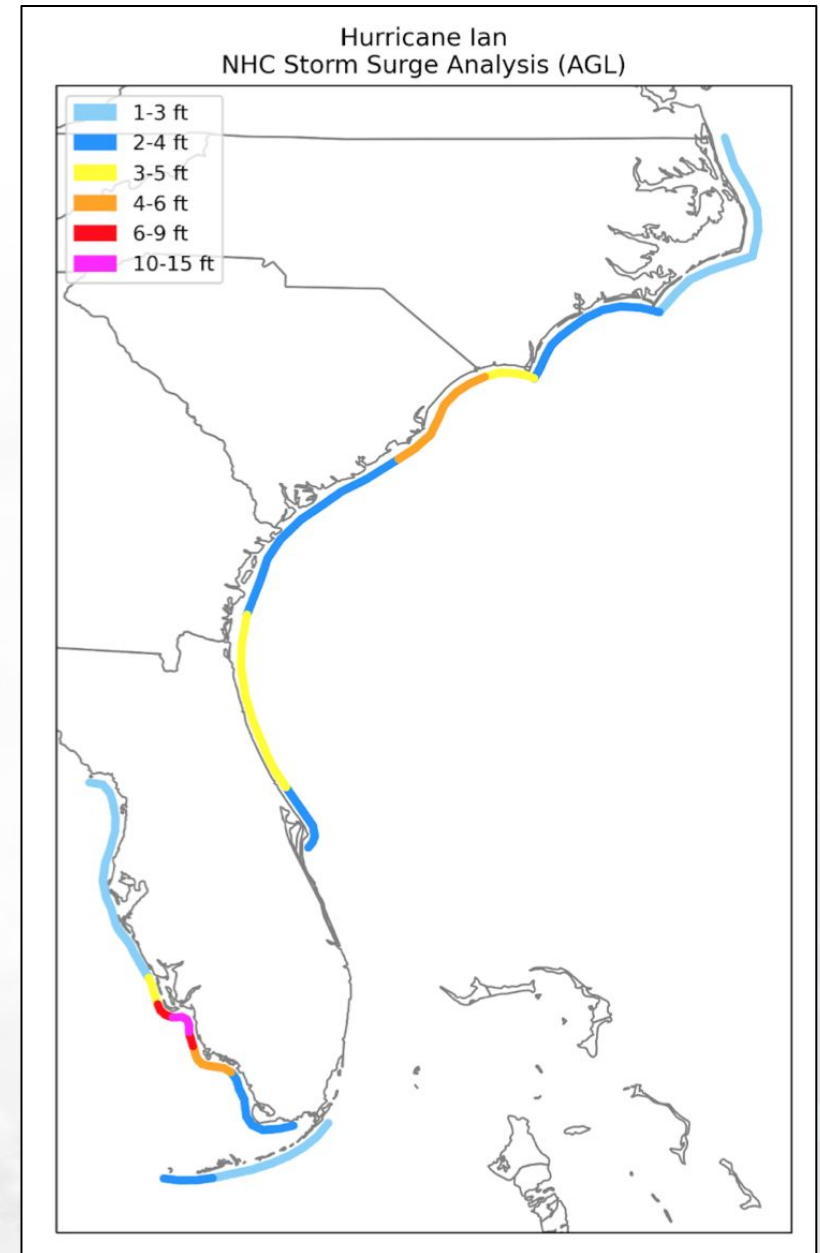 Hurricane Ian
NHC Storm Surge Analysis (AGL)
1-3 ft
2-4 ft
3-5 ft
4-6 ft
6-9 ft
10-15 ft